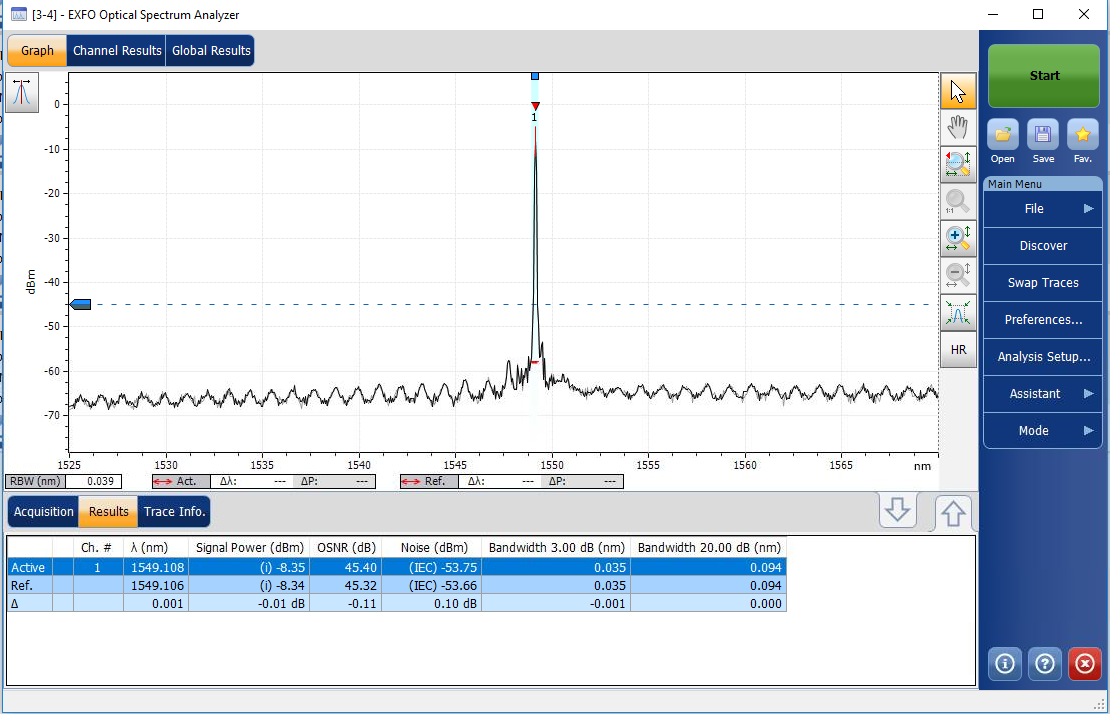 [3-4] - EXFO Optical Spectrum Analyzer
Graph Channel Results Global Results
Start
Open Save Fav.
Main Menu
File
Discover
Swap Traces
Preferences...
Analysis Setup...
Assistant
Mode
1
0
-10
-20
-30
-40
-50
-60
-70
dBm
1:1
HR
1525 1530 1535 1540 1545 1550 1555 1560 1565 nm
RBW (nm) 0.039 Act. Δλ: --- ΔP: --- Ref. Δλ: --- ΔP: ---
Acquisition Results Trace Info.
Ch. # λ (nm) Signal Power (dBm) OSNR (dB) Noise (dBm) Bandwidth 3.00 dB (nm) Bandwidth 20.00 dB (nm)
Active 1 1549.108 (i) -8.35 45.40 (IEC) -53.75 0.035 0.094
Ref. 1549.106 (i) -8.34 45.32 (IEC) -53.66 0.035 0.094
Δ 0.001 -0.01 dB -0.11 0.10 dB -0.001 0.000